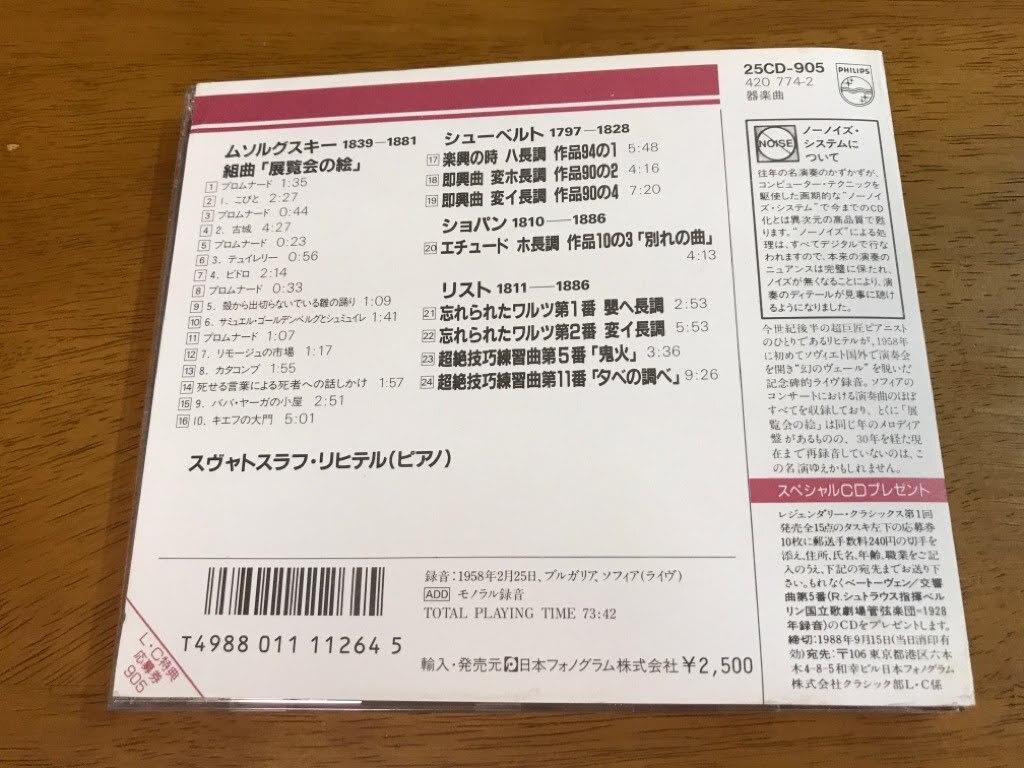 ムソルグスキー 1839—1881
組曲「展覧会の絵」
1 プロムナード 1:35
2 1. こびと 2:27
3 プロムナード 0:44
4 2. 古城 4:27
5 プロムナード 0:23
6 3. テュイレリー 0:56
7 4. ビドロ 2:14
8 プロムナード 0:33
9 5. 殻から出切らないでいる雛の踊り 1:09
10 6. サミュエル・ゴールデンベルグとシュミュイレ 1:41
11 プロムナード 1:07
12 7. リモージュの市場 1:17
13 8. カタコンブ 1:55
14 死せる言葉による死者への話しかけ 1:57
15 9. ババ・ヤーガの小屋 2:51
16 10. キエフの大門 5:01
シューベルト 1797—1828
17 楽興の時 ハ長調 作品94の1 5:48
18 即興曲 変ホ長調 作品90の2 4:16
19 即興曲 変イ長調 作品90の4 7:20
ショパン 1810—1886
20 エチュード ホ長調 作品10の3「別れの曲」
4:13
リスト 1811—1886
21 忘れられたワルツ第1番 嬰ヘ長調 2:53
22 忘れられたワルツ第2番 変イ長調 5:53
23 超絶技巧練習曲第5番「鬼火」 3:36
24 超絶技巧練習曲第11番「夕べの調べ」 9:26
スヴャトスラフ・リヒテル(ピアノ)
録音：1958年2月25日、ブルガリア、ソフィア(ライヴ)
ADD モノラル録音
TOTAL PLAYING TIME 73:42
T4988 011 11264 5
輸入・発売元 日本フォノグラム株式会社 ¥2,500
L・C特典
応募券
905
25CD-905
420 774-2
器楽曲
PHILIPS
NOISE
ノーノイズ・
システムに
ついて
往年の名演奏のかずかずが、
コンピューター・テクニックを
駆使した画期的な“ノーノイ
ズ・システム”で今までのCD
化とは異次元の高品質で甦
ります。“ノーノイズ”による処
理は、すべてデジタルで行な
われますので、本来の演奏の
ニュアンスは完璧に保たれ、
ノイズが無くなることにより、演
奏のディテールが見事に聴け
るようになりました。
今世紀後半の超巨匠ピアニスト
のひとりであるリヒテルが、1958年
に初めてソヴィエト国外で演奏会
を開き“幻のヴェール”を脱いだ
記念碑的ライヴ録音。ソフィアの
コンサートにおける演奏曲のほぼ
すべてを収録しており、とくに「展
覧会の絵」は同じ年のメロディア
盤があるものの、30年を経た現
在まで再録音していないのは、こ
の名演ゆえかもしれません。
スペシャルCDプレゼント
レジェンダリー・クラシックス第1回
発売全15点のタスキ左下の応募券
10枚に郵送手数料240円の切手を
添え、住所、氏名、年齢、職業をご記
入のうえ、下記の宛先までお送り下
さい。もれなくベートーヴェン/交響
曲第5番(R.シュトラウス指揮ベル
リン国立歌劇場管弦楽団=1928
年録音)のCDをプレゼントします。
締切：1988年9月15日(当日消印有
効)宛先：〒106 東京都港区六本
木4-8-5和幸ビル日本フォノグラム
株式会社クラシック部L・C係